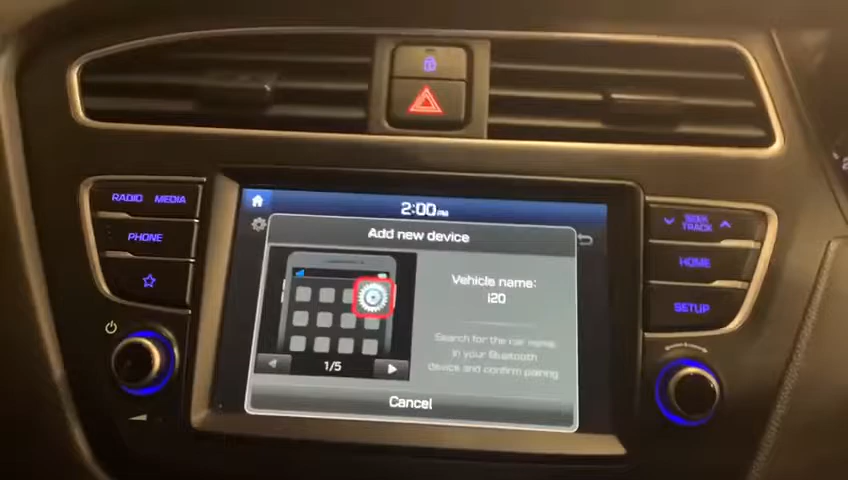 2:00 PM
RADIO MEDIA
PHONE
Add new device
Vehicle name:
i20
Search for the car name
in your Bluetooth
device and confirm pairing
1/5
Cancel
SEEK
TRACK
HOME
SETUP